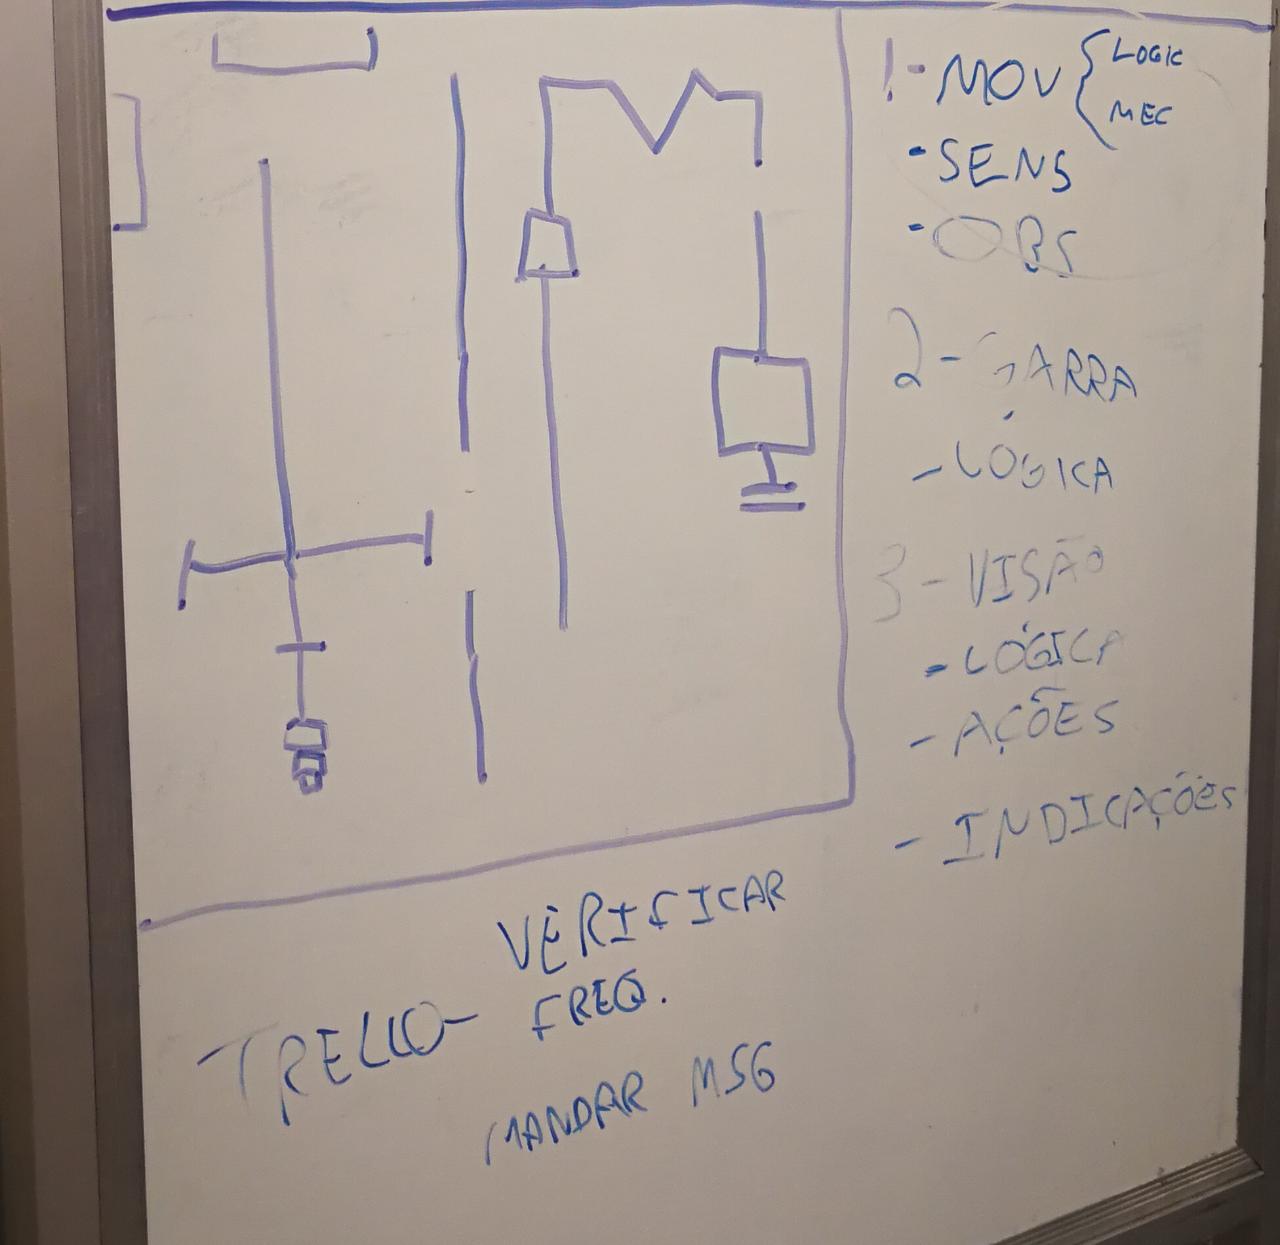 1- MOV { LOGIC
MEC
- SENS
- OBS
2- GARRA
- LÓGICA
3- VISÃO
- LÓGICA
- AÇÕES
- INDICAÇÕES
VERIFICAR
TRELLO- FREQ.
MANDAR MSG